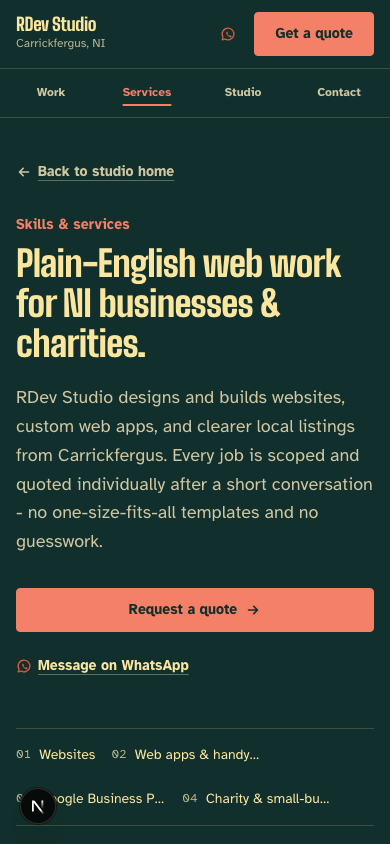 RDev Studio
Carrickfergus, NI
Get a quote
Work
Services
Studio
Contact
← Back to studio home
Skills & services
Plain-English web work
for NI businesses &
charities.
RDev Studio designs and builds websites,
custom web apps, and clearer local listings
from Carrickfergus. Every job is scoped and
quoted individually after a short conversation
- no one-size-fits-all templates and no
guesswork.
Request a quote →
Message on WhatsApp
01 Websites 02 Web apps & handy...
Business P... 04 Charity & small-bu...
N